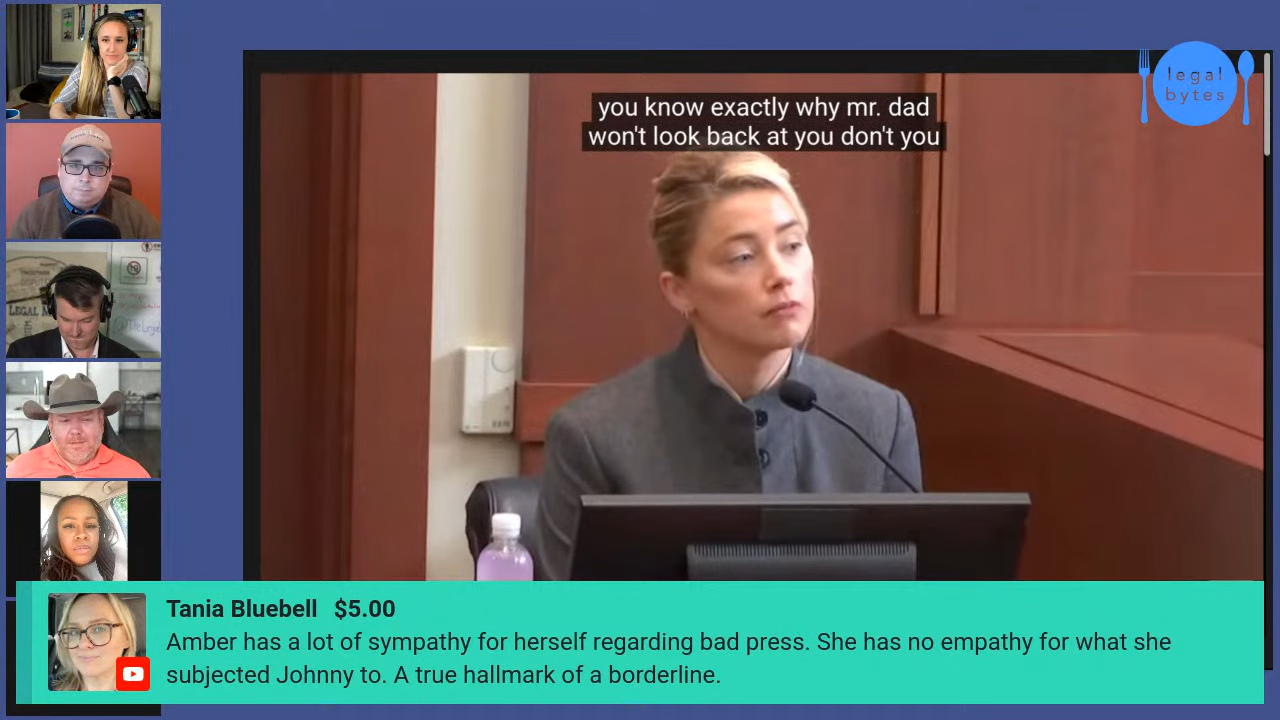 legal
bytes
you know exactly why mr. dad
won't look back at you don't you
LEGAL M
Tania Bluebell $5.00
Amber has a lot of sympathy for herself regarding bad press. She has no empathy for what she
subjected Johnny to. A true hallmark of a borderline.